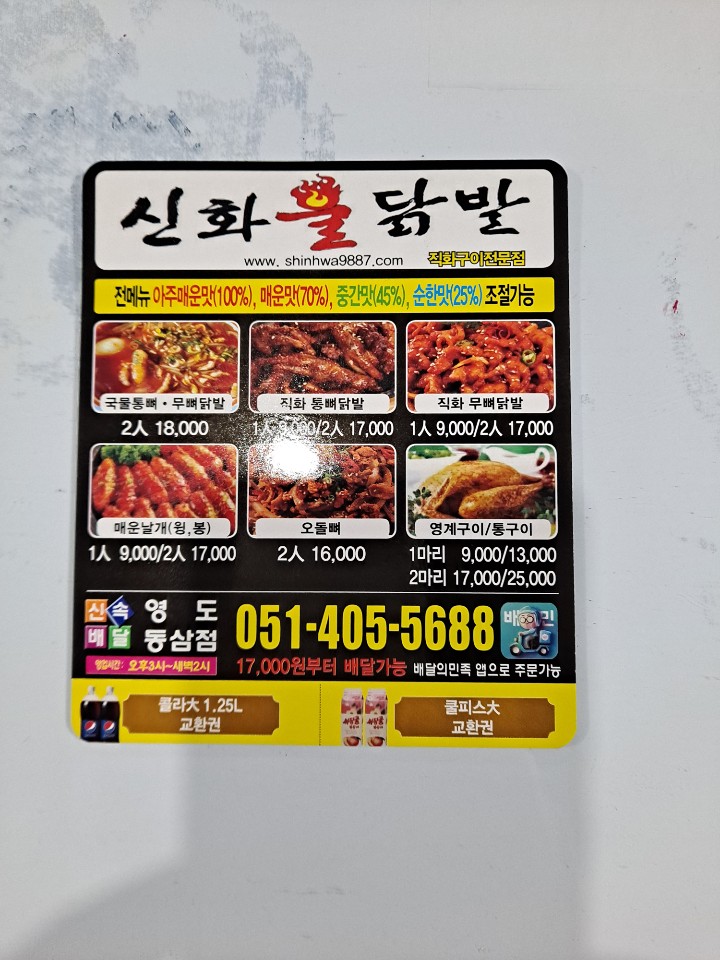 신화불닭발
www.shinhwa9887.com 직화구이전문점
전메뉴 아주매운맛(100%), 매운맛(70%), 중간맛(45%), 순한맛(25%) 조절가능
국물통뼈·무뼈닭발
2人 18,000
직화 통뼈닭발
1人 9,000/2人 17,000
직화 무뼈닭발
1人 9,000/2人 17,000
매운날개(윙,봉)
1人 9,000/2人 17,000
오돌뼈
2人 16,000
영계구이/통구이
1마리 9,000/13,000
2마리 17,000/25,000
신속배달
영도
동삼점
051-405-5688
영업시간: 오후3시~새벽2시
17,000원부터 배달가능 배달의민족 앱으로 주문가능
콜라大 1.25L
교환권
쿨피스大
교환권